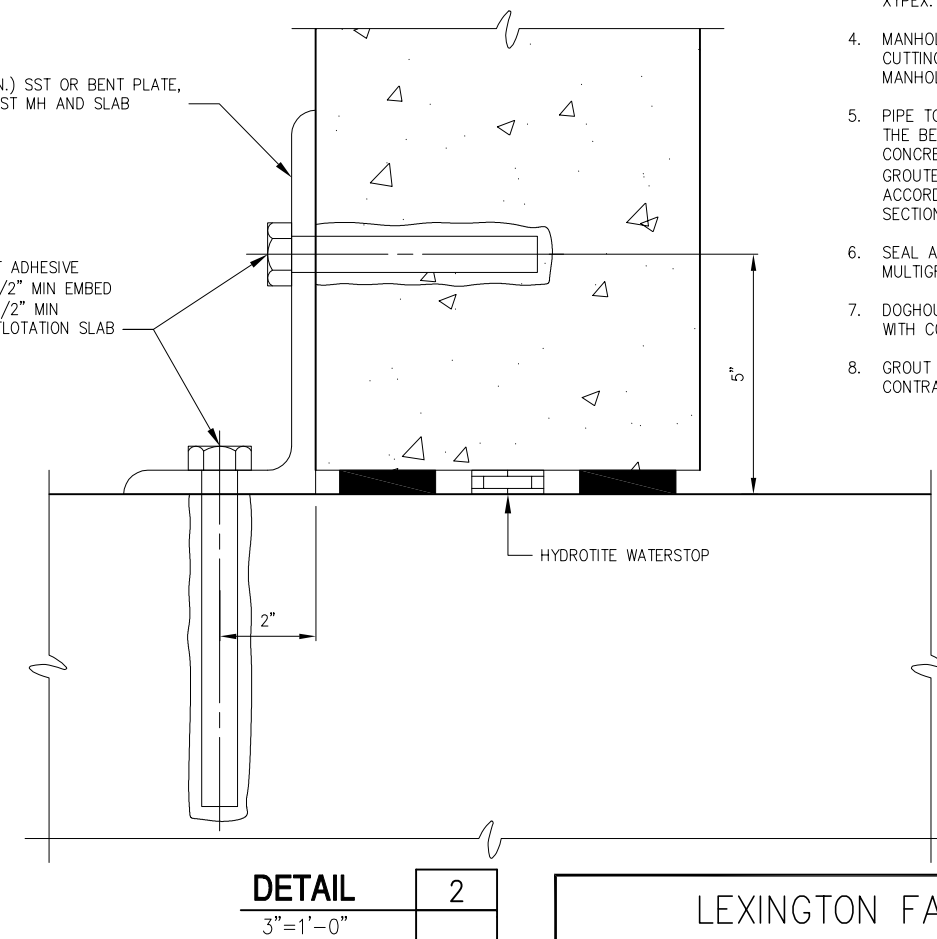 N.) SST OR BENT PLATE,
ST MH AND SLAB
T ADHESIVE
/2" MIN EMBED
/2" MIN
FLOTATION SLAB
5"
HYDROTITE WATERSTOP
2"
DETAIL
2
3"=1'-0"
XYPEX.
4. MANHOL
CUTTING
MANHOL
5. PIPE TO
THE BE
CONCRE
GROUTE
ACCORD
SECTION
6. SEAL A
MULTIGR
7. DOGHOU
WITH CO
8. GROUT
CONTRA
LEXINGTON FA